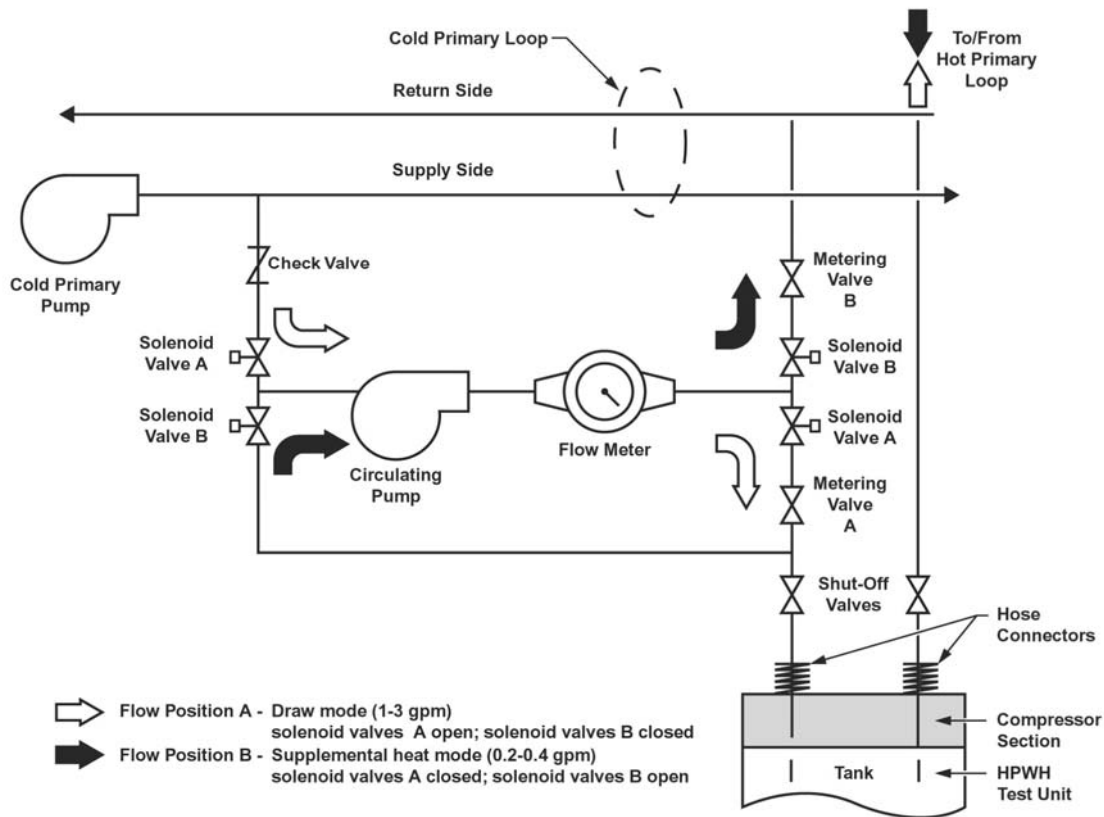 Cold Primary Loop
To/From
Hot Primary
Loop
Return Side
Supply Side
Cold Primary
Pump
Check Valve
Metering
Valve
B
Solenoid
Valve A
Solenoid
Valve B
Solenoid
Valve B
Solenoid
Valve A
Circulating
Pump
Flow Meter
Metering
Valve
A
Shut-Off
Valves
Hose
Connectors
Compressor
Section
Tank
HPWH
Test Unit
Flow Position A - Draw mode (1-3 gpm)
solenoid valves A open; solenoid valves B closed
Flow Position B - Supplemental heat mode (0.2-0.4 gpm)
solenoid valves A closed; solenoid valves B open